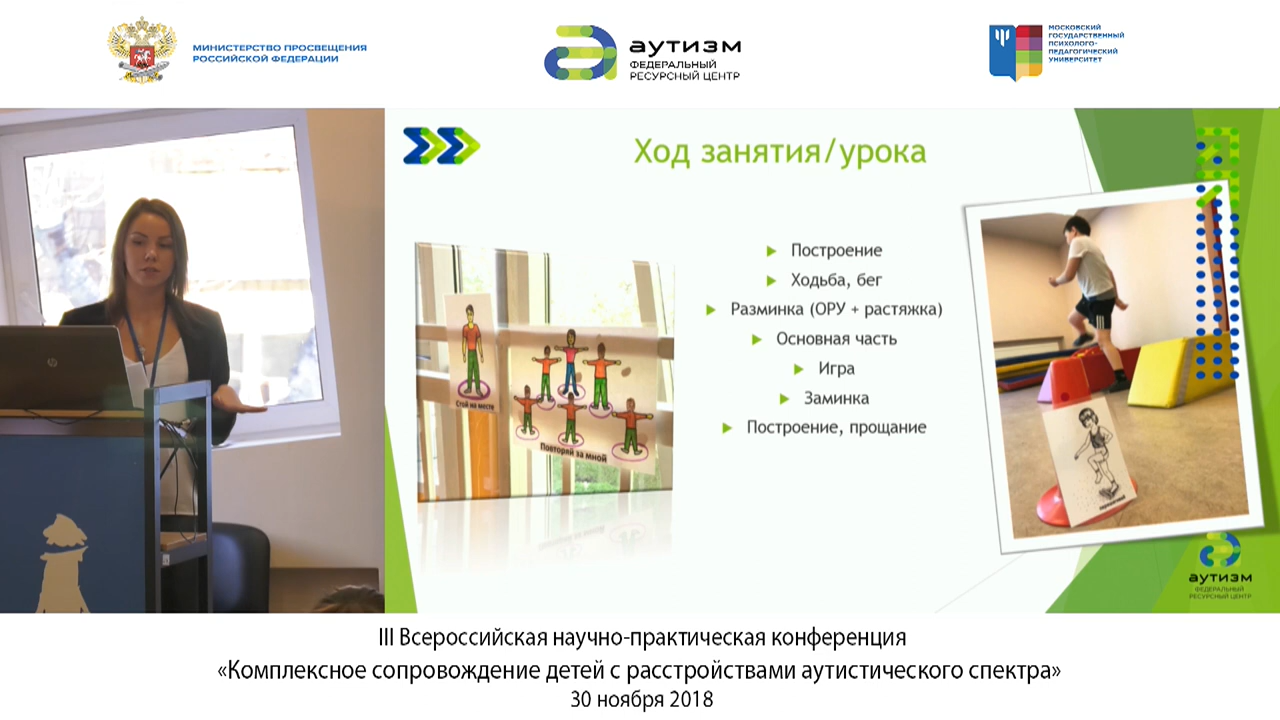 МИНИСТЕРСТВО ПРОСВЕЩЕНИЯ
РОССИЙСКОЙ ФЕДЕРАЦИИ
аутизм
ФЕДЕРАЛЬНЫЙ
РЕСУРСНЫЙ ЦЕНТР
МОСКОВСКИЙ
ГОСУДАРСТВЕННЫЙ
ПСИХОЛОГО-
ПЕДАГОГИЧЕСКИЙ
УНИВЕРСИТЕТ
Ход занятия/урока
Построение
Ходьба, бег
Разминка (ОРУ + растяжка)
Основная часть
Игра
Заминка
Построение, прощание
Стой на месте
Повторяй за мной
аутизм
ФЕДЕРАЛЬНЫЙ
РЕСУРСНЫЙ ЦЕНТР
III Всероссийская научно-практическая конференция
«Комплексное сопровождение детей с расстройствами аутистического спектра»
30 ноября 2018